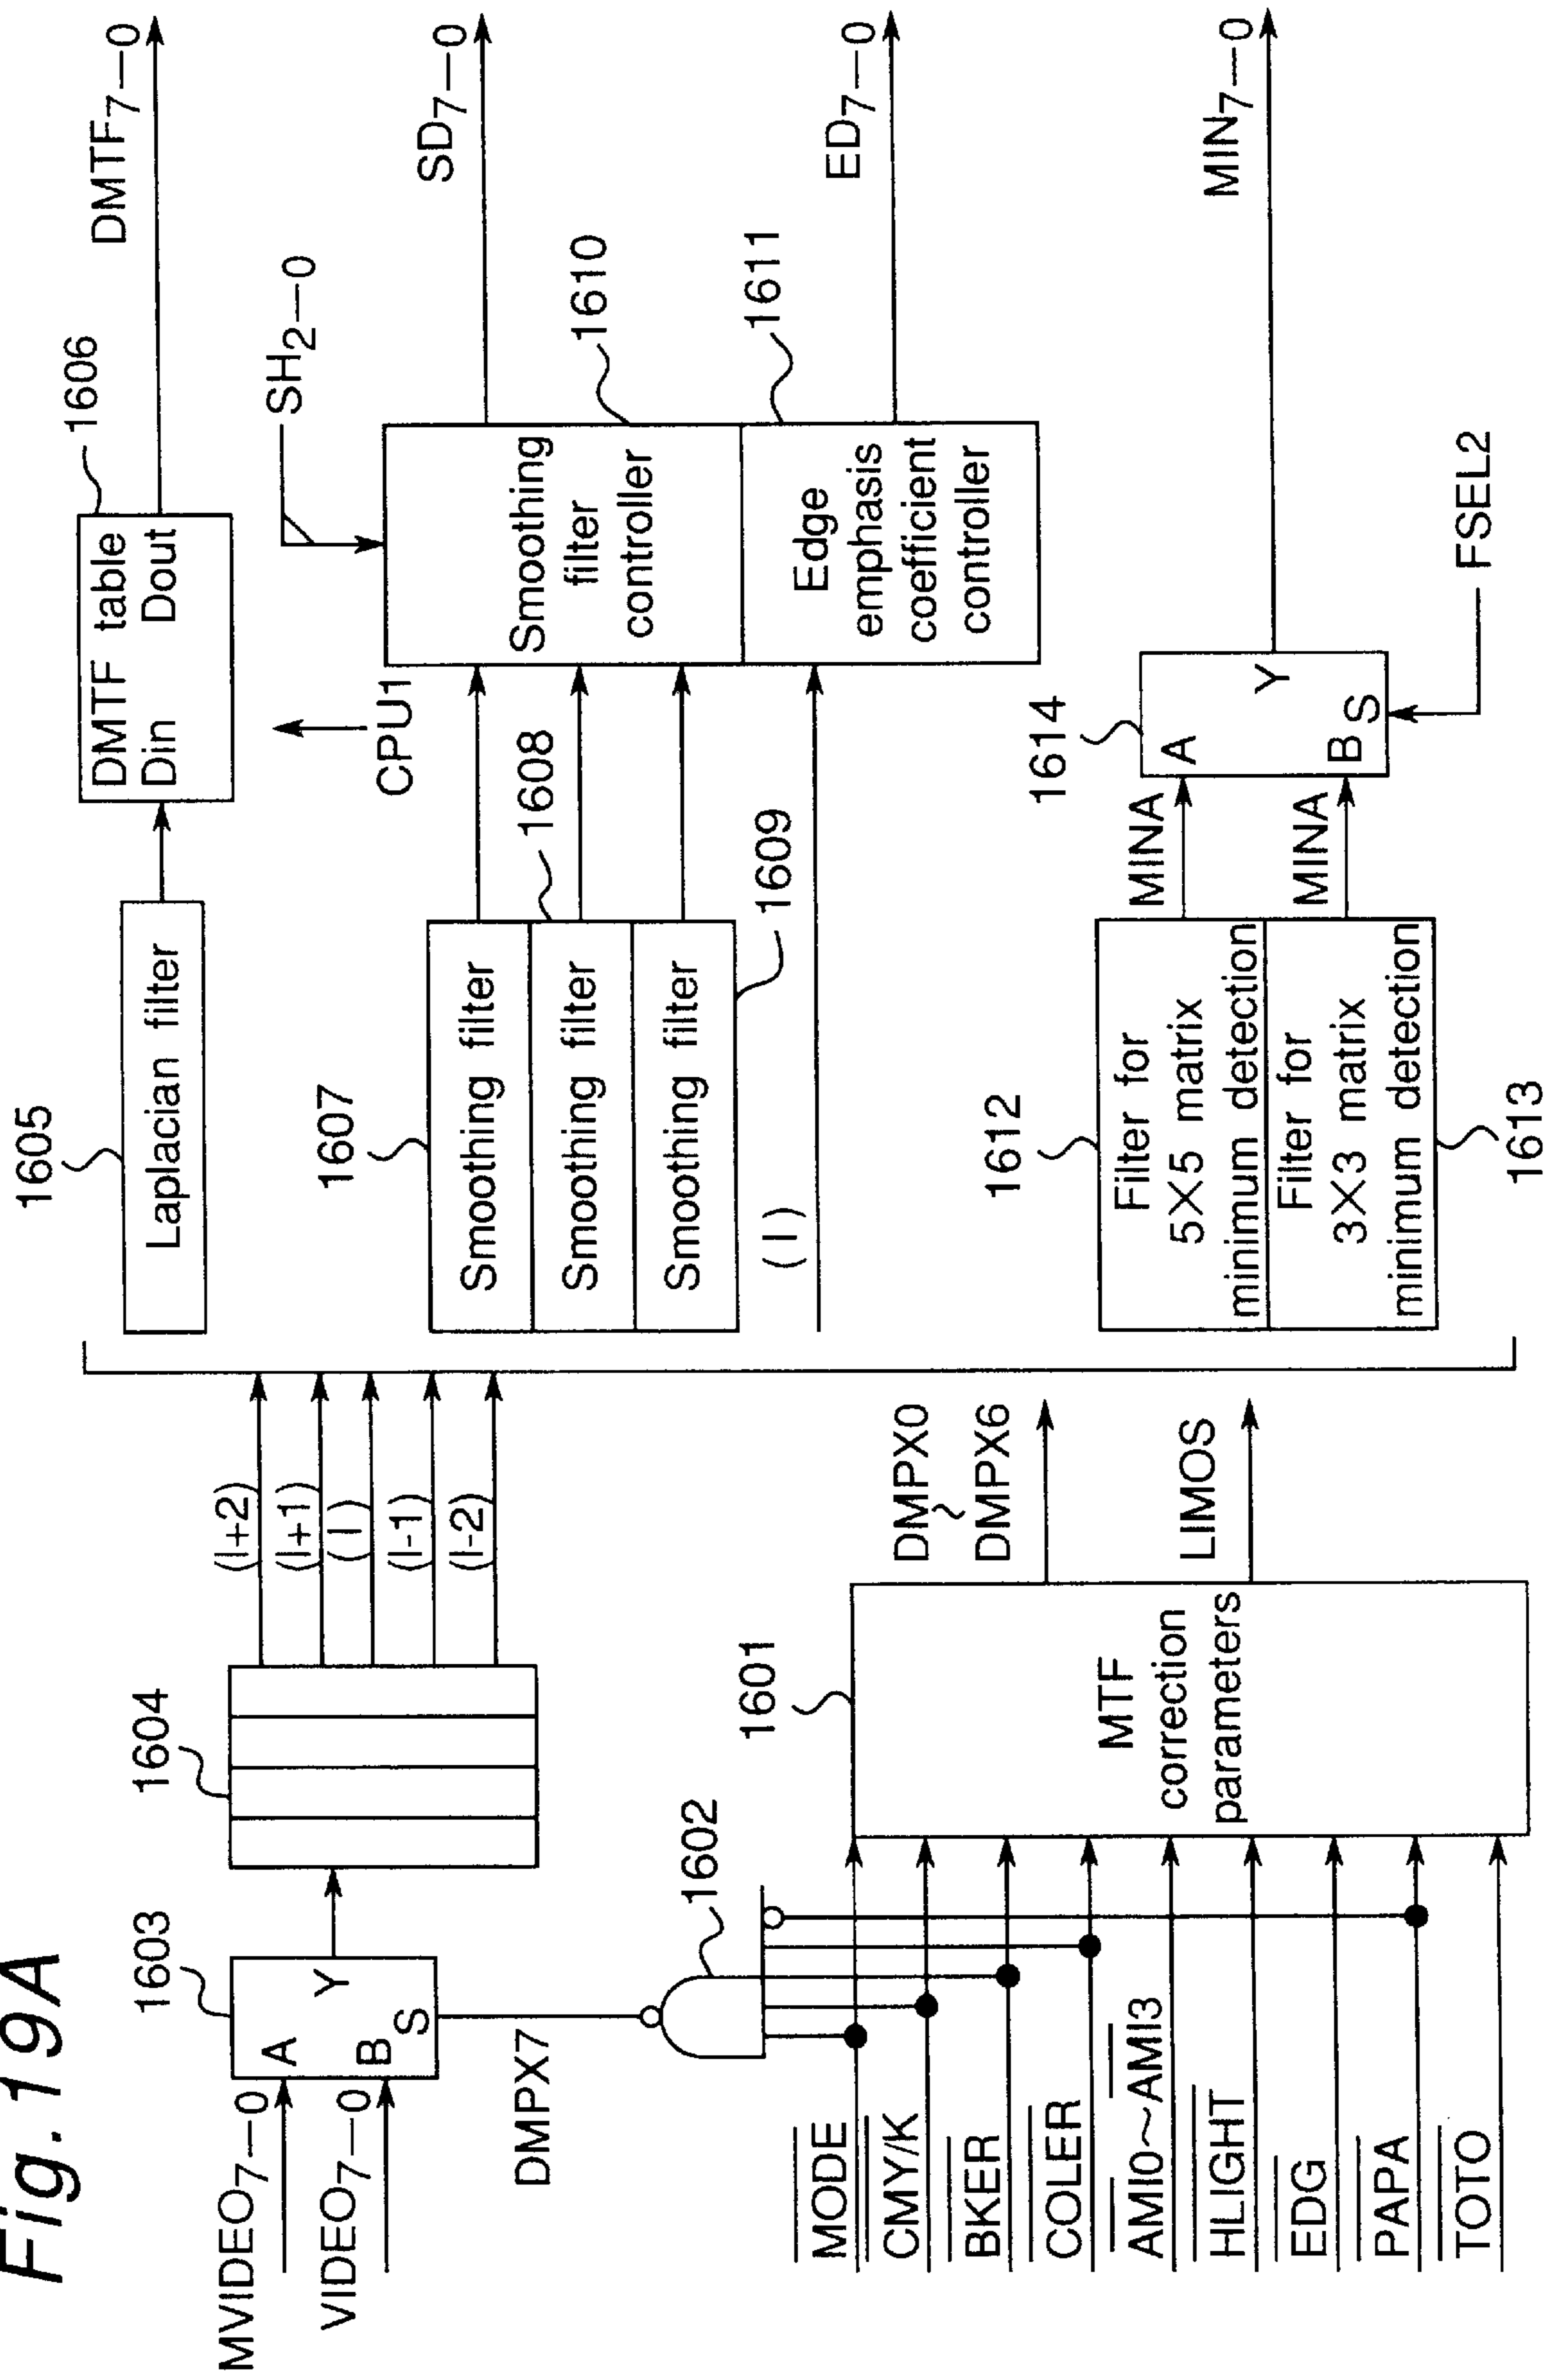 Fig. 19A
MVIDEO7—0
VIDEO7—0
1603
A
B
Y
S
DMPX7
1602
1604
(I+2)
(I+1)
(I)
(I-1)
(I-2)
MODE
CMY/K
BKER
COLER
AMI0~AMI3
HLIGHT
EDG
PAPA
TOTO
1601
MTF
correction
parameters
DMPX0
~
DMPX6
LIMOS
1605
Laplacian filter
1606
DMTF table
Din Dout
DMTF7—0
CPU1
1607
Smoothing filter
1608
Smoothing filter
Smoothing filter
1609
(I)
SH2—0
Smoothing
filter
controller
1610
SD7—0
Edge
emphasis
coefficient
controller
1611
ED7—0
1612
Filter for
5×5 matrix
minimum detection
Filter for
3×3 matrix
minimum detection
1613
MINA
MINA
1614
A
B
Y
S
FSEL2
MIN7—0